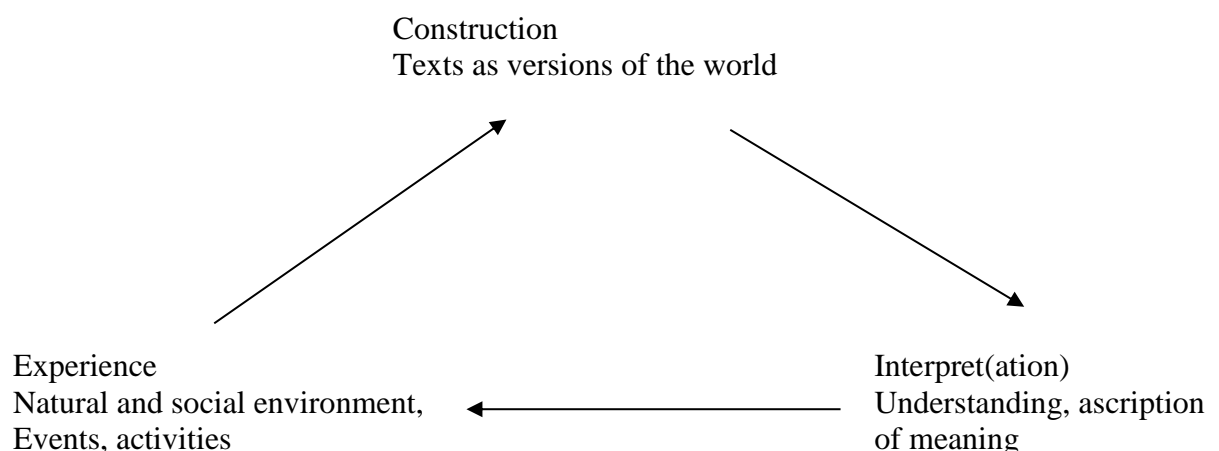 Construction
Texts as versions of the world
Experience
Natural and social environment,
Events, activities
Interpret(ation)
Understanding, ascription
of meaning